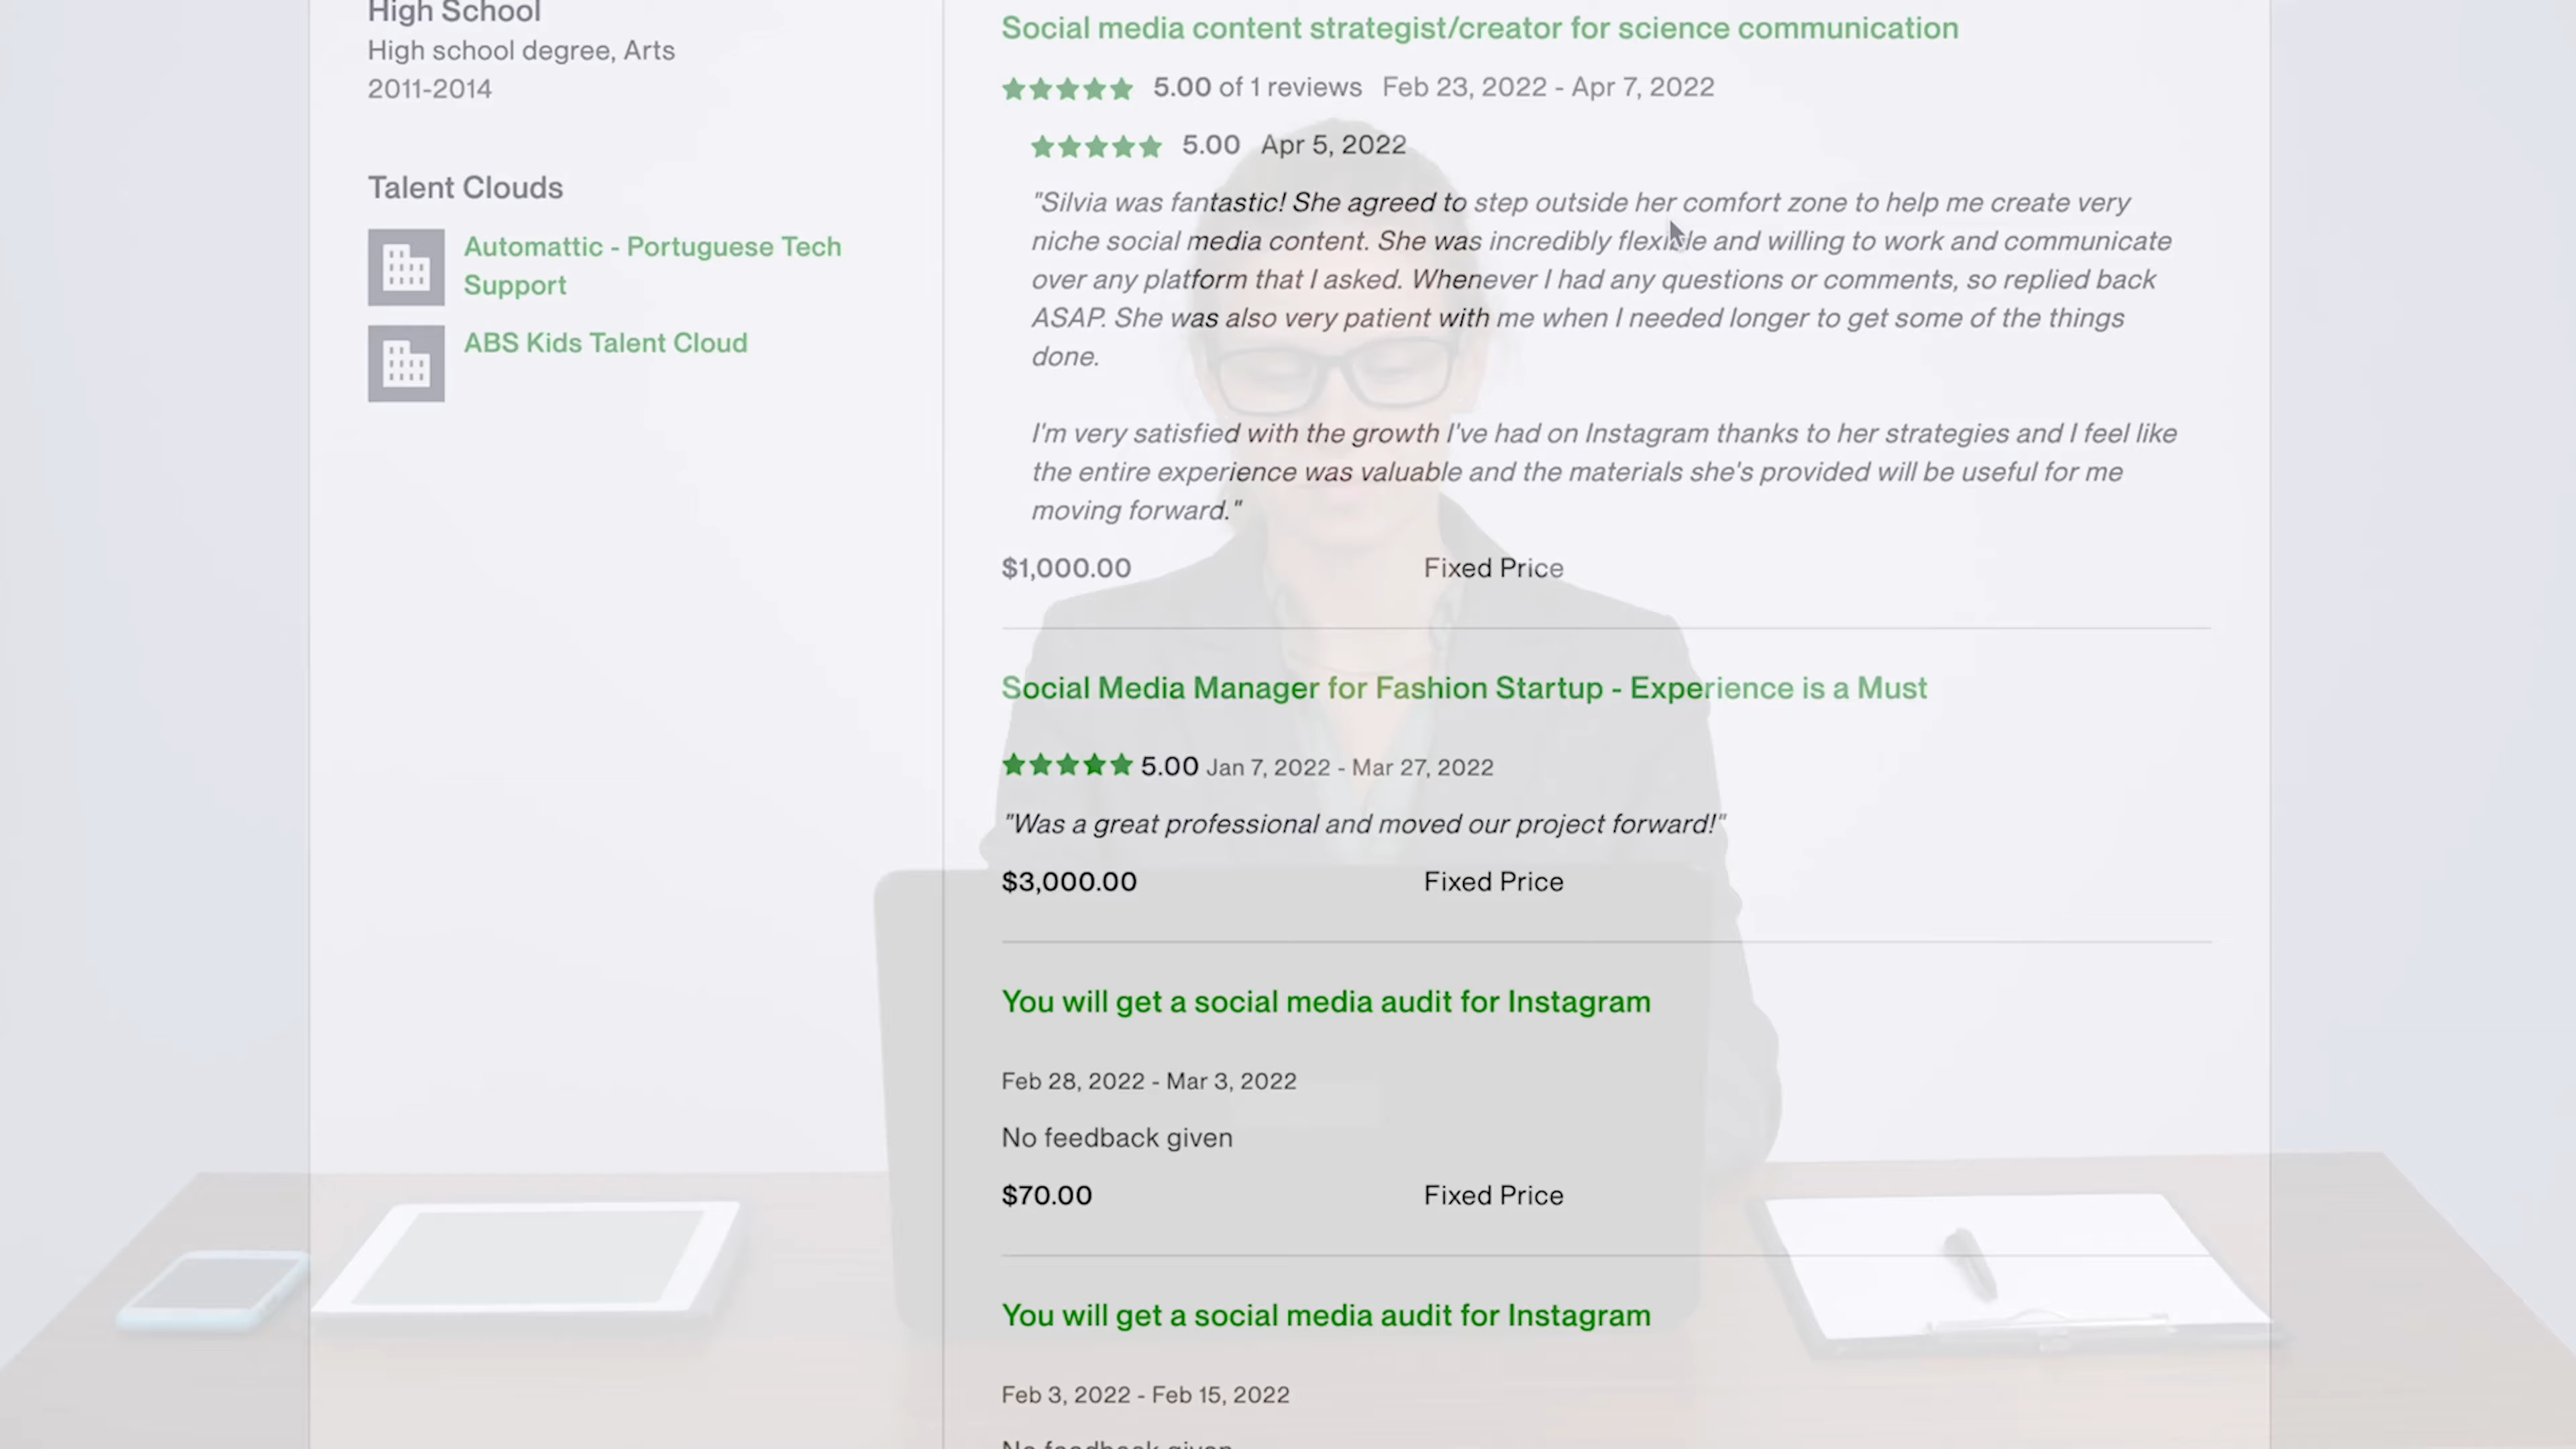 High School
High school degree, Arts
2011-2014
Talent Clouds
Automattic - Portuguese Tech
Support
ABS Kids Talent Cloud
Social media content strategist/creator for science communication
5.00 of 1 reviews Feb 23, 2022 - Apr 7, 2022
5.00 Apr 5, 2022
"Silvia was fantastic! She agreed to step outside her comfort zone to help me create very
niche social media content. She was incredibly flexible and willing to work and communicate
over any platform that I asked. Whenever I had any questions or comments, so replied back
ASAP. She was also very patient with me when I needed longer to get some of the things
done.
I'm very satisfied with the growth I've had on Instagram thanks to her strategies and I feel like
the entire experience was valuable and the materials she's provided will be useful for me
moving forward."
$1,000.00 Fixed Price
Social Media Manager for Fashion Startup - Experience is a Must
5.00 Jan 7, 2022 - Mar 27, 2022
"Was a great professional and moved our project forward!"
$3,000.00 Fixed Price
You will get a social media audit for Instagram
Feb 28, 2022 - Mar 3, 2022
No feedback given
$70.00 Fixed Price
You will get a social media audit for Instagram
Feb 3, 2022 - Feb 15, 2022
No feedback given